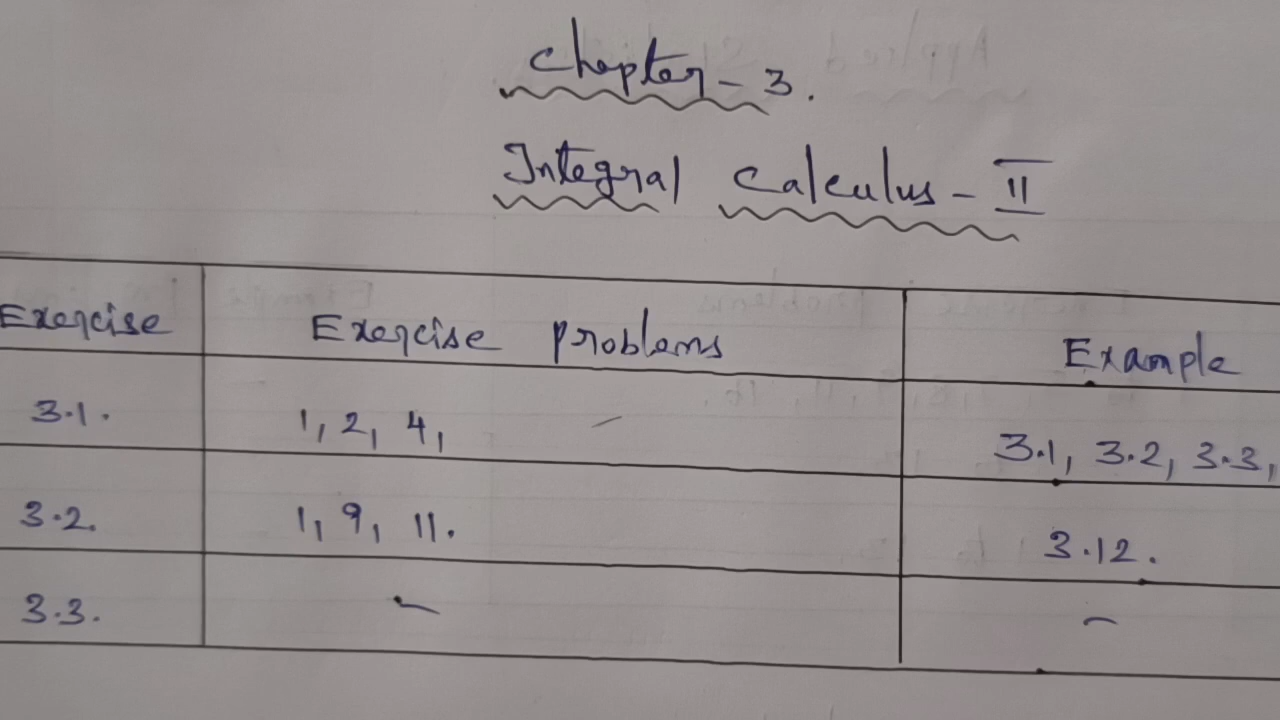 Chapter - 3.
Integral Calculus - II
Exercise Exercise problems Example
3.1. 1, 2, 4, 3.1, 3.2, 3.3,
3.2. 1, 9, 11. 3.12.
3.3. - -